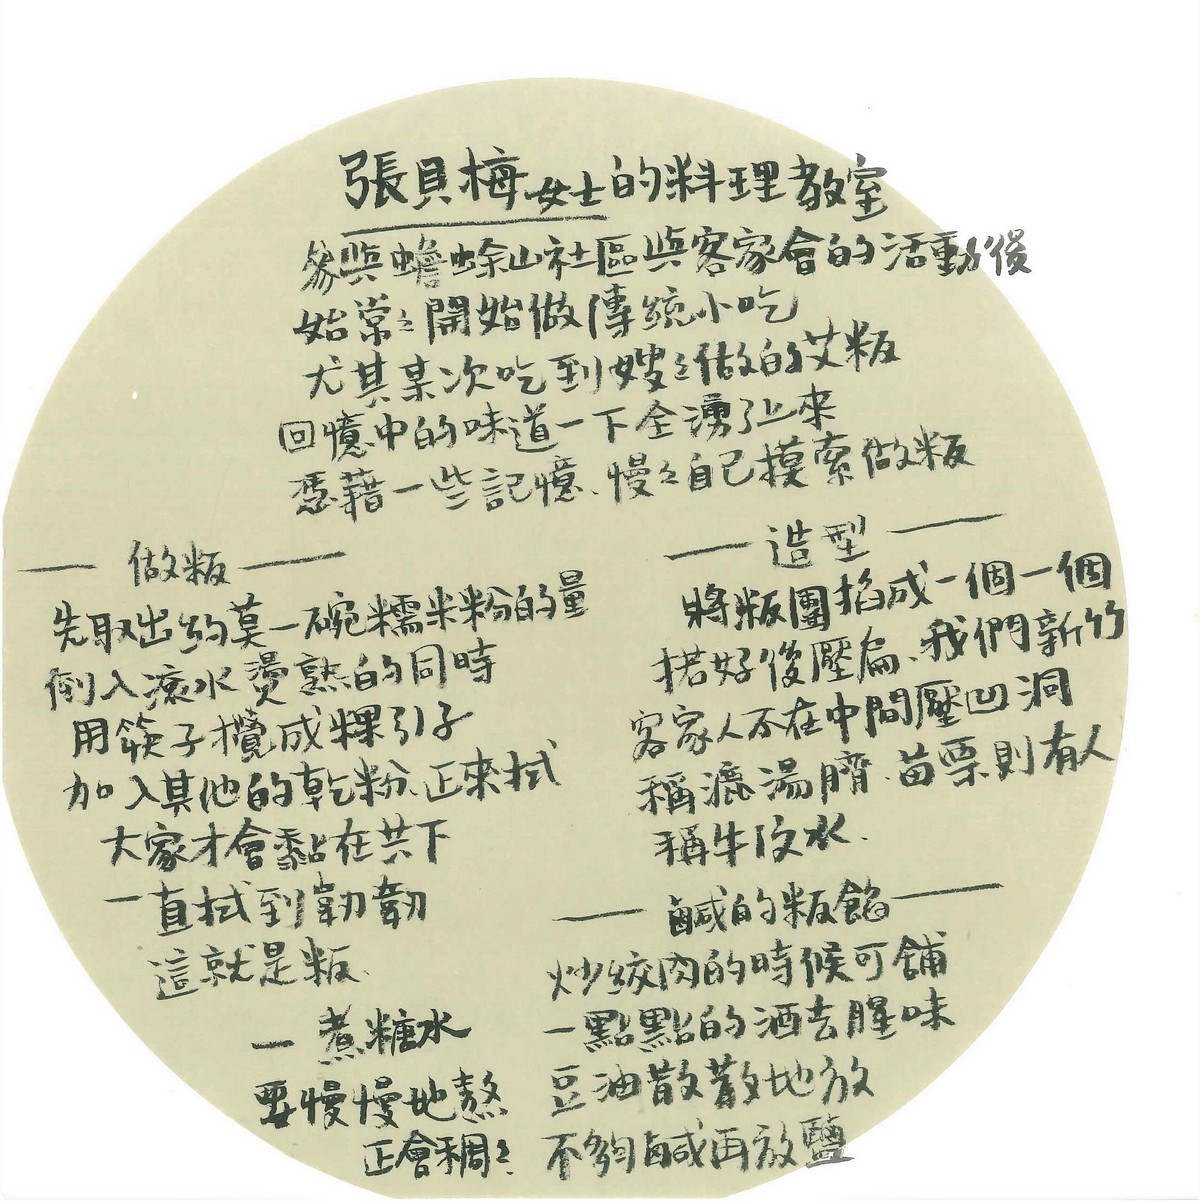 張貝梅女士的料理教室
參與蟾蜍山社區與客家會的活動後
始常々開始做傳統小吃
尤其某次吃到嫂々做的艾粄
回憶中的味道一下全湧了上來
憑藉一些記憶、慢々自己摸索做粄
做粄
先取出約莫一碗糯米粉的量
倒入滾水燙熟的同時
用筷子攪成粿引子
加入其他的乾粉、正來拭
大家才會黏在共下
一直拭到韌韌
這就是粄
一 煮糖水
要慢慢地熬
正會稠々
造型
將粄團掐成一個一個
撈好後壓扁、我們新竹
客家人不在中間壓凹洞
稱漉湯臍、苗栗則有人
稱牛汶水、
鹹的粄餡
炒絞肉的時候可舖
一點點的酒去腥味
豆油散散地放
不夠鹹再放鹽